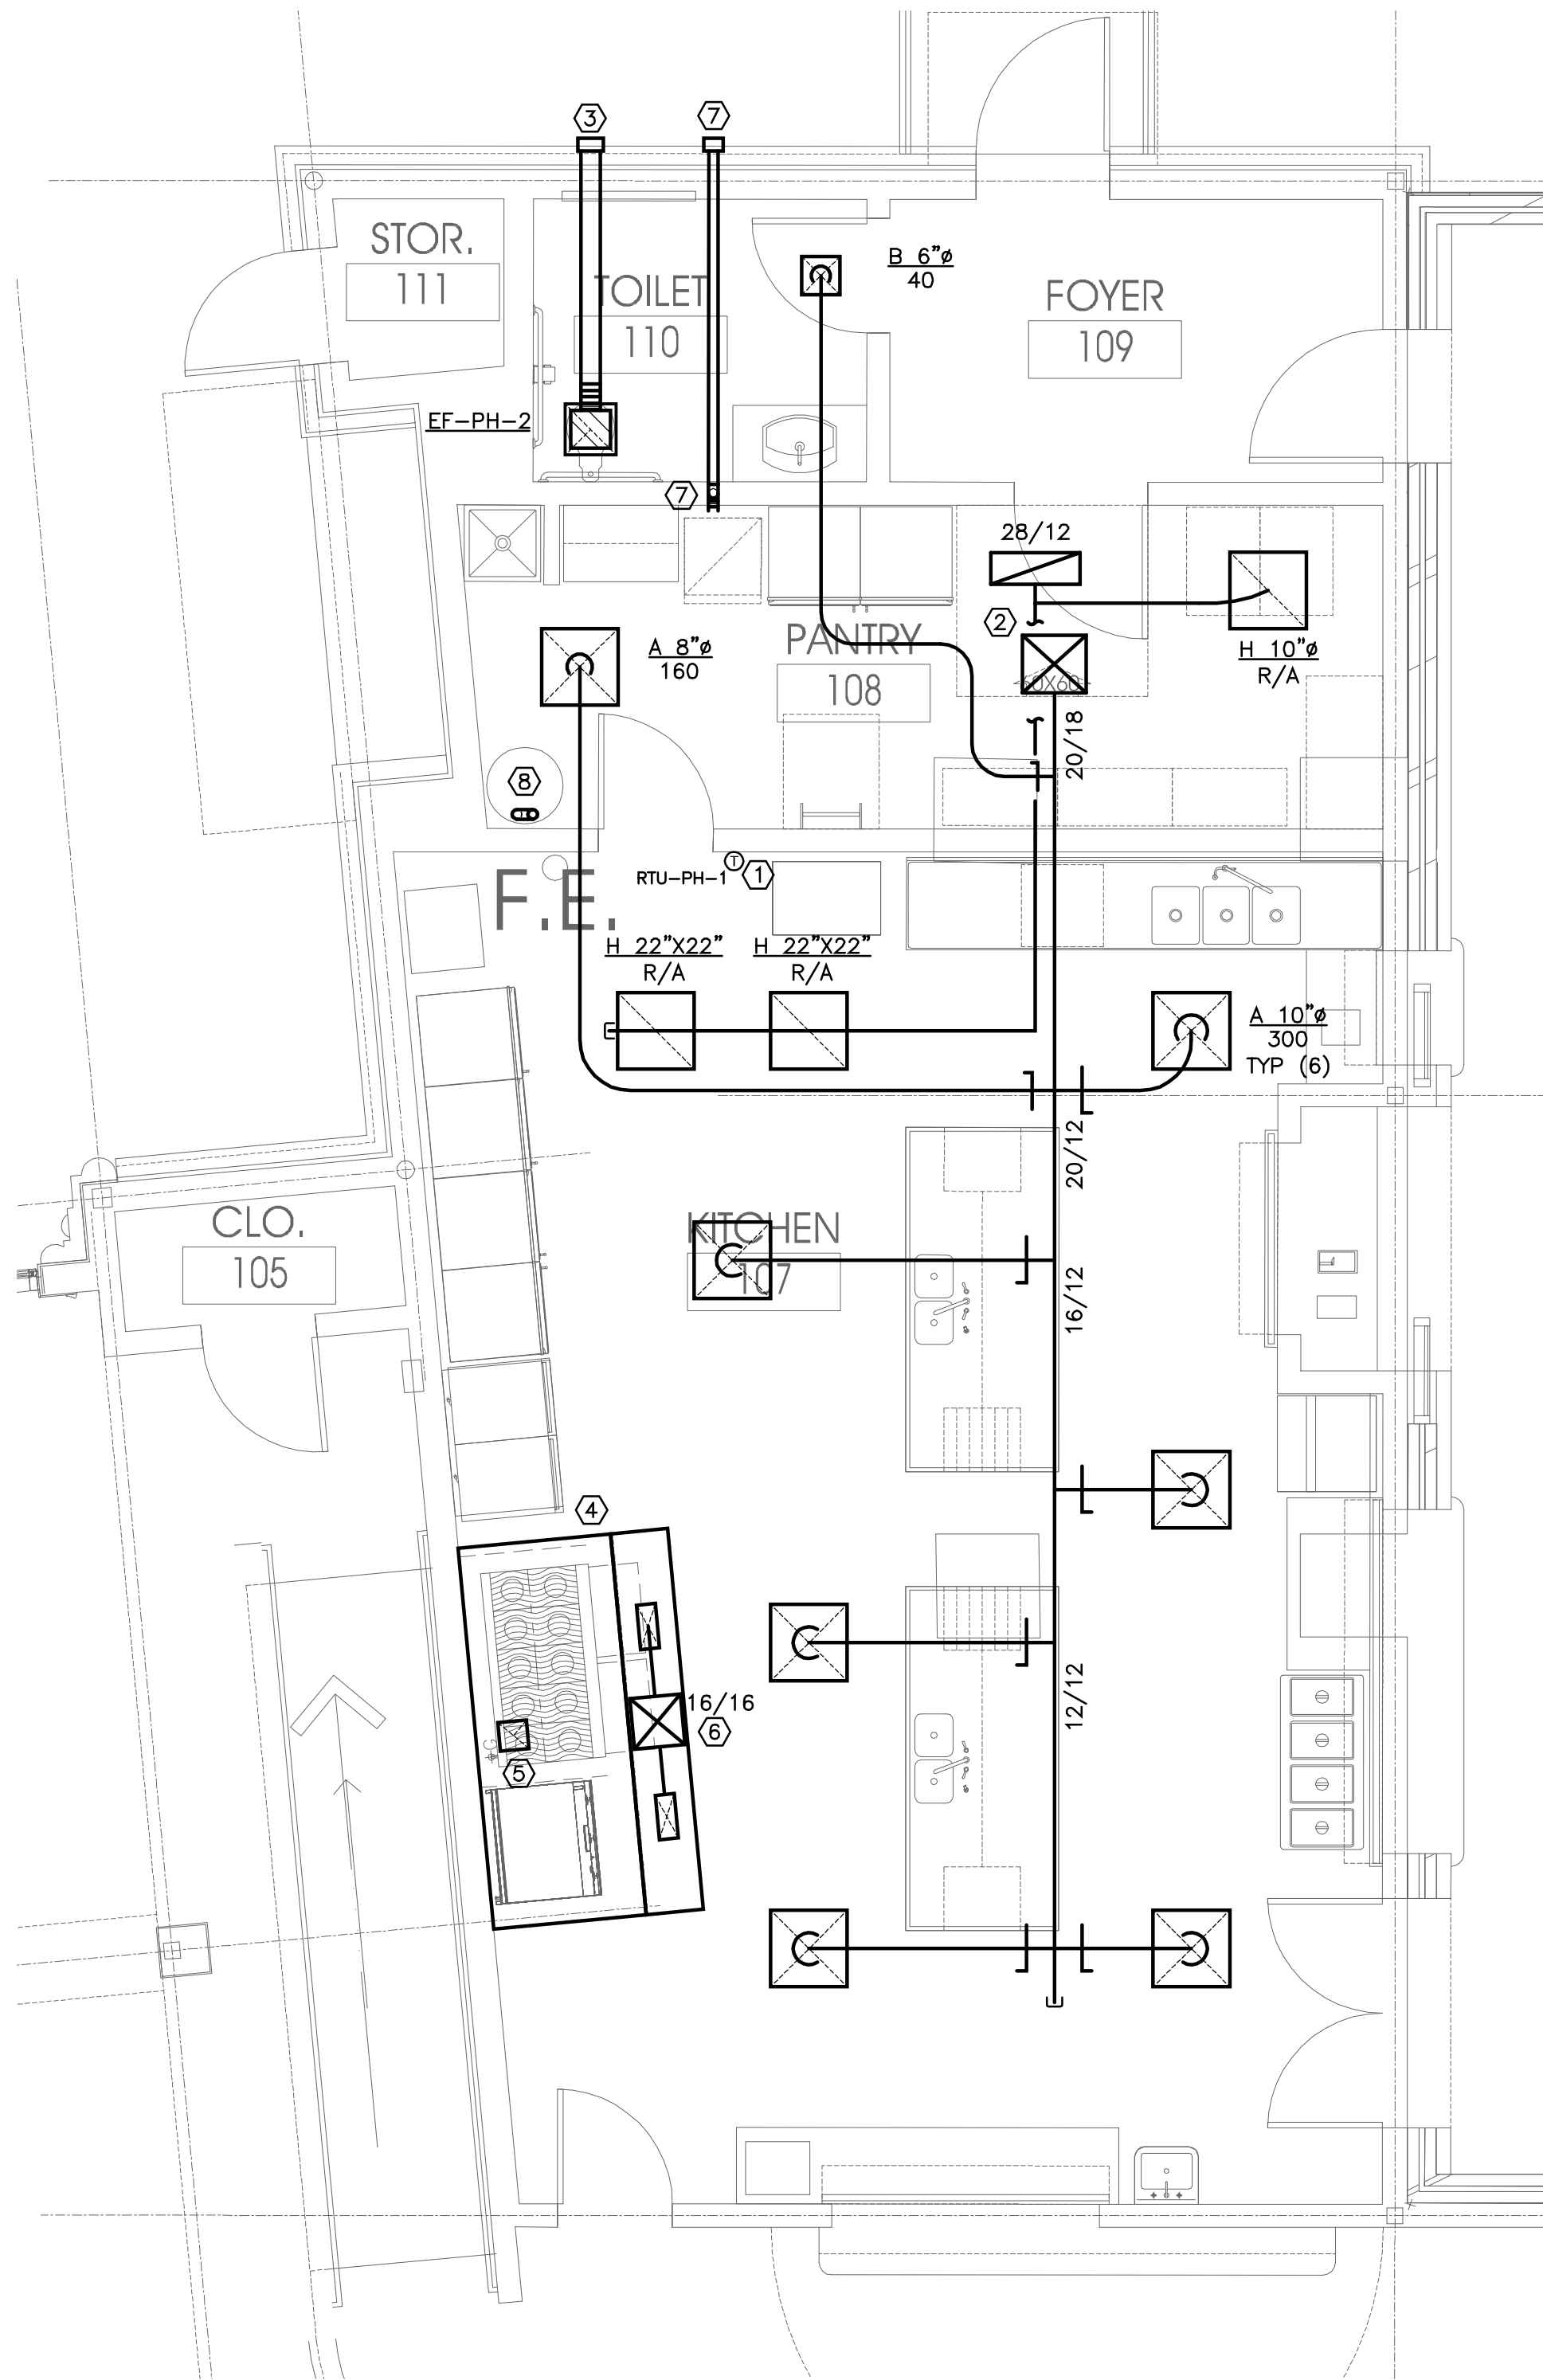 3
7
STOR.
111
TOILET
110
B 6"ø
40
FOYER
109
EF-PH-2
7
28/12
2
A 8"ø
160
PANTRY
108
H 10"ø
R/A
20/18
8
F.E.
RTU-PH-1
T
1
H 22"X22"
R/A
H 22"X22"
R/A
A 10"ø
300
TYP (6)
20/12
CLO.
105
KITCHEN
107
16/12
4
16/16
6
5
G
12/12